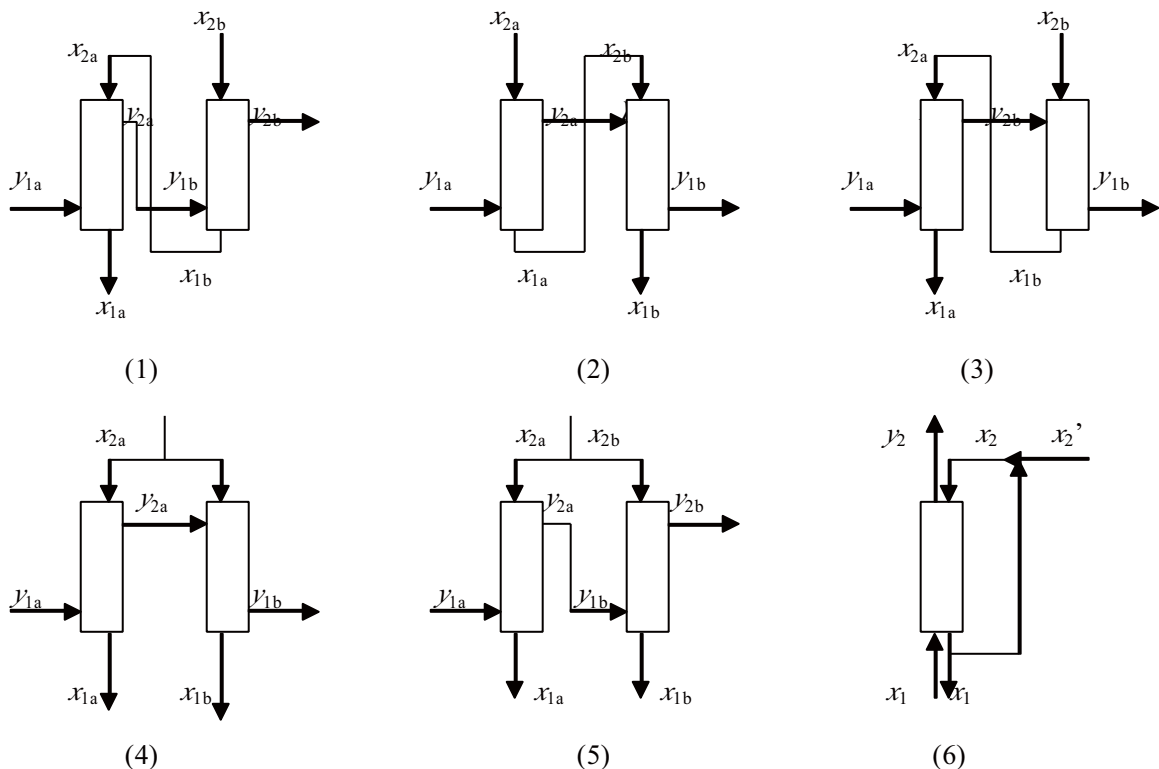 x2a x2b
y2a y2b
y1a y1b
x1b
x1a
(1)
x2a x2b
y2a
y1a y1b
x1a
x1b
(2)
x2a x2b
y2b
y1a y1b
x1b
x1a
(3)
x2a
y2a
y1a y1b
x1a x1b
(4)
x2a x2b
y2a y2b
y1a y1b
x1a x1b
(5)
y2 x2 x2’
x1 x1
(6)